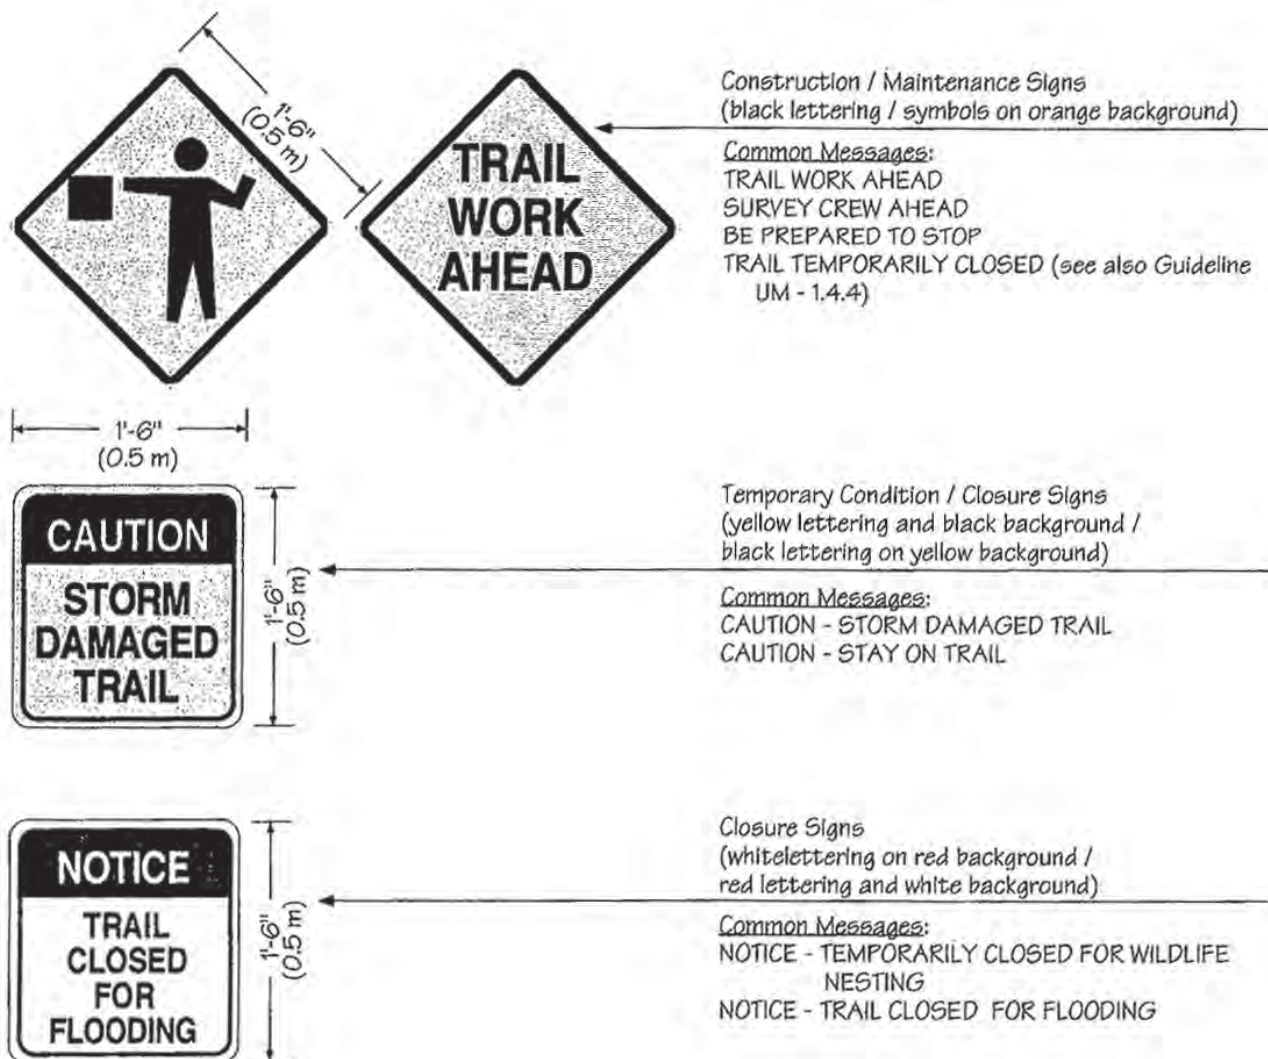 1'-6"
(0.5 m)
TRAIL
WORK
AHEAD
Construction / Maintenance Signs
(black lettering / symbols on orange background)
Common Messages:
TRAIL WORK AHEAD
SURVEY CREW AHEAD
BE PREPARED TO STOP
TRAIL TEMPORARILY CLOSED (see also Guideline
UM - 1.4.4)
1'-6"
(0.5 m)
CAUTION
STORM
DAMAGED
TRAIL
1'-6"
(0.5 m)
Temporary Condition / Closure Signs
(yellow lettering and black background /
black lettering on yellow background)
Common Messages:
CAUTION - STORM DAMAGED TRAIL
CAUTION - STAY ON TRAIL
NOTICE
TRAIL
CLOSED
FOR
FLOODING
1'-6"
(0.5 m)
Closure Signs
(whitelettering on red background /
red lettering and white background)
Common Messages:
NOTICE - TEMPORARILY CLOSED FOR WILDLIFE
NESTING
NOTICE - TRAIL CLOSED FOR FLOODING